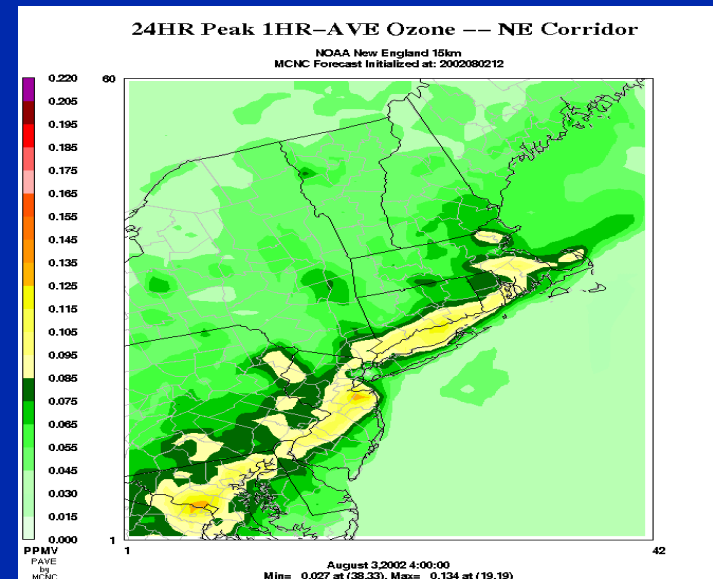 24HR Peak 1HR-AVE Ozone -- NE Corridor
NOAA New England 15km
MCNC Forecast Initialized at: 2002080212
60
0.220
0.205
0.195
0.185
0.175
0.165
0.155
0.145
0.135
0.125
0.115
0.105
0.095
0.085
0.075
0.065
0.055
0.045
0.030
0.015
0.000
1
PPMV
1
42
PAVE
by
MCNC
August 3,2002 4:00:00
Min= 0.027 at (38,33), Max= 0.134 at (19,19)